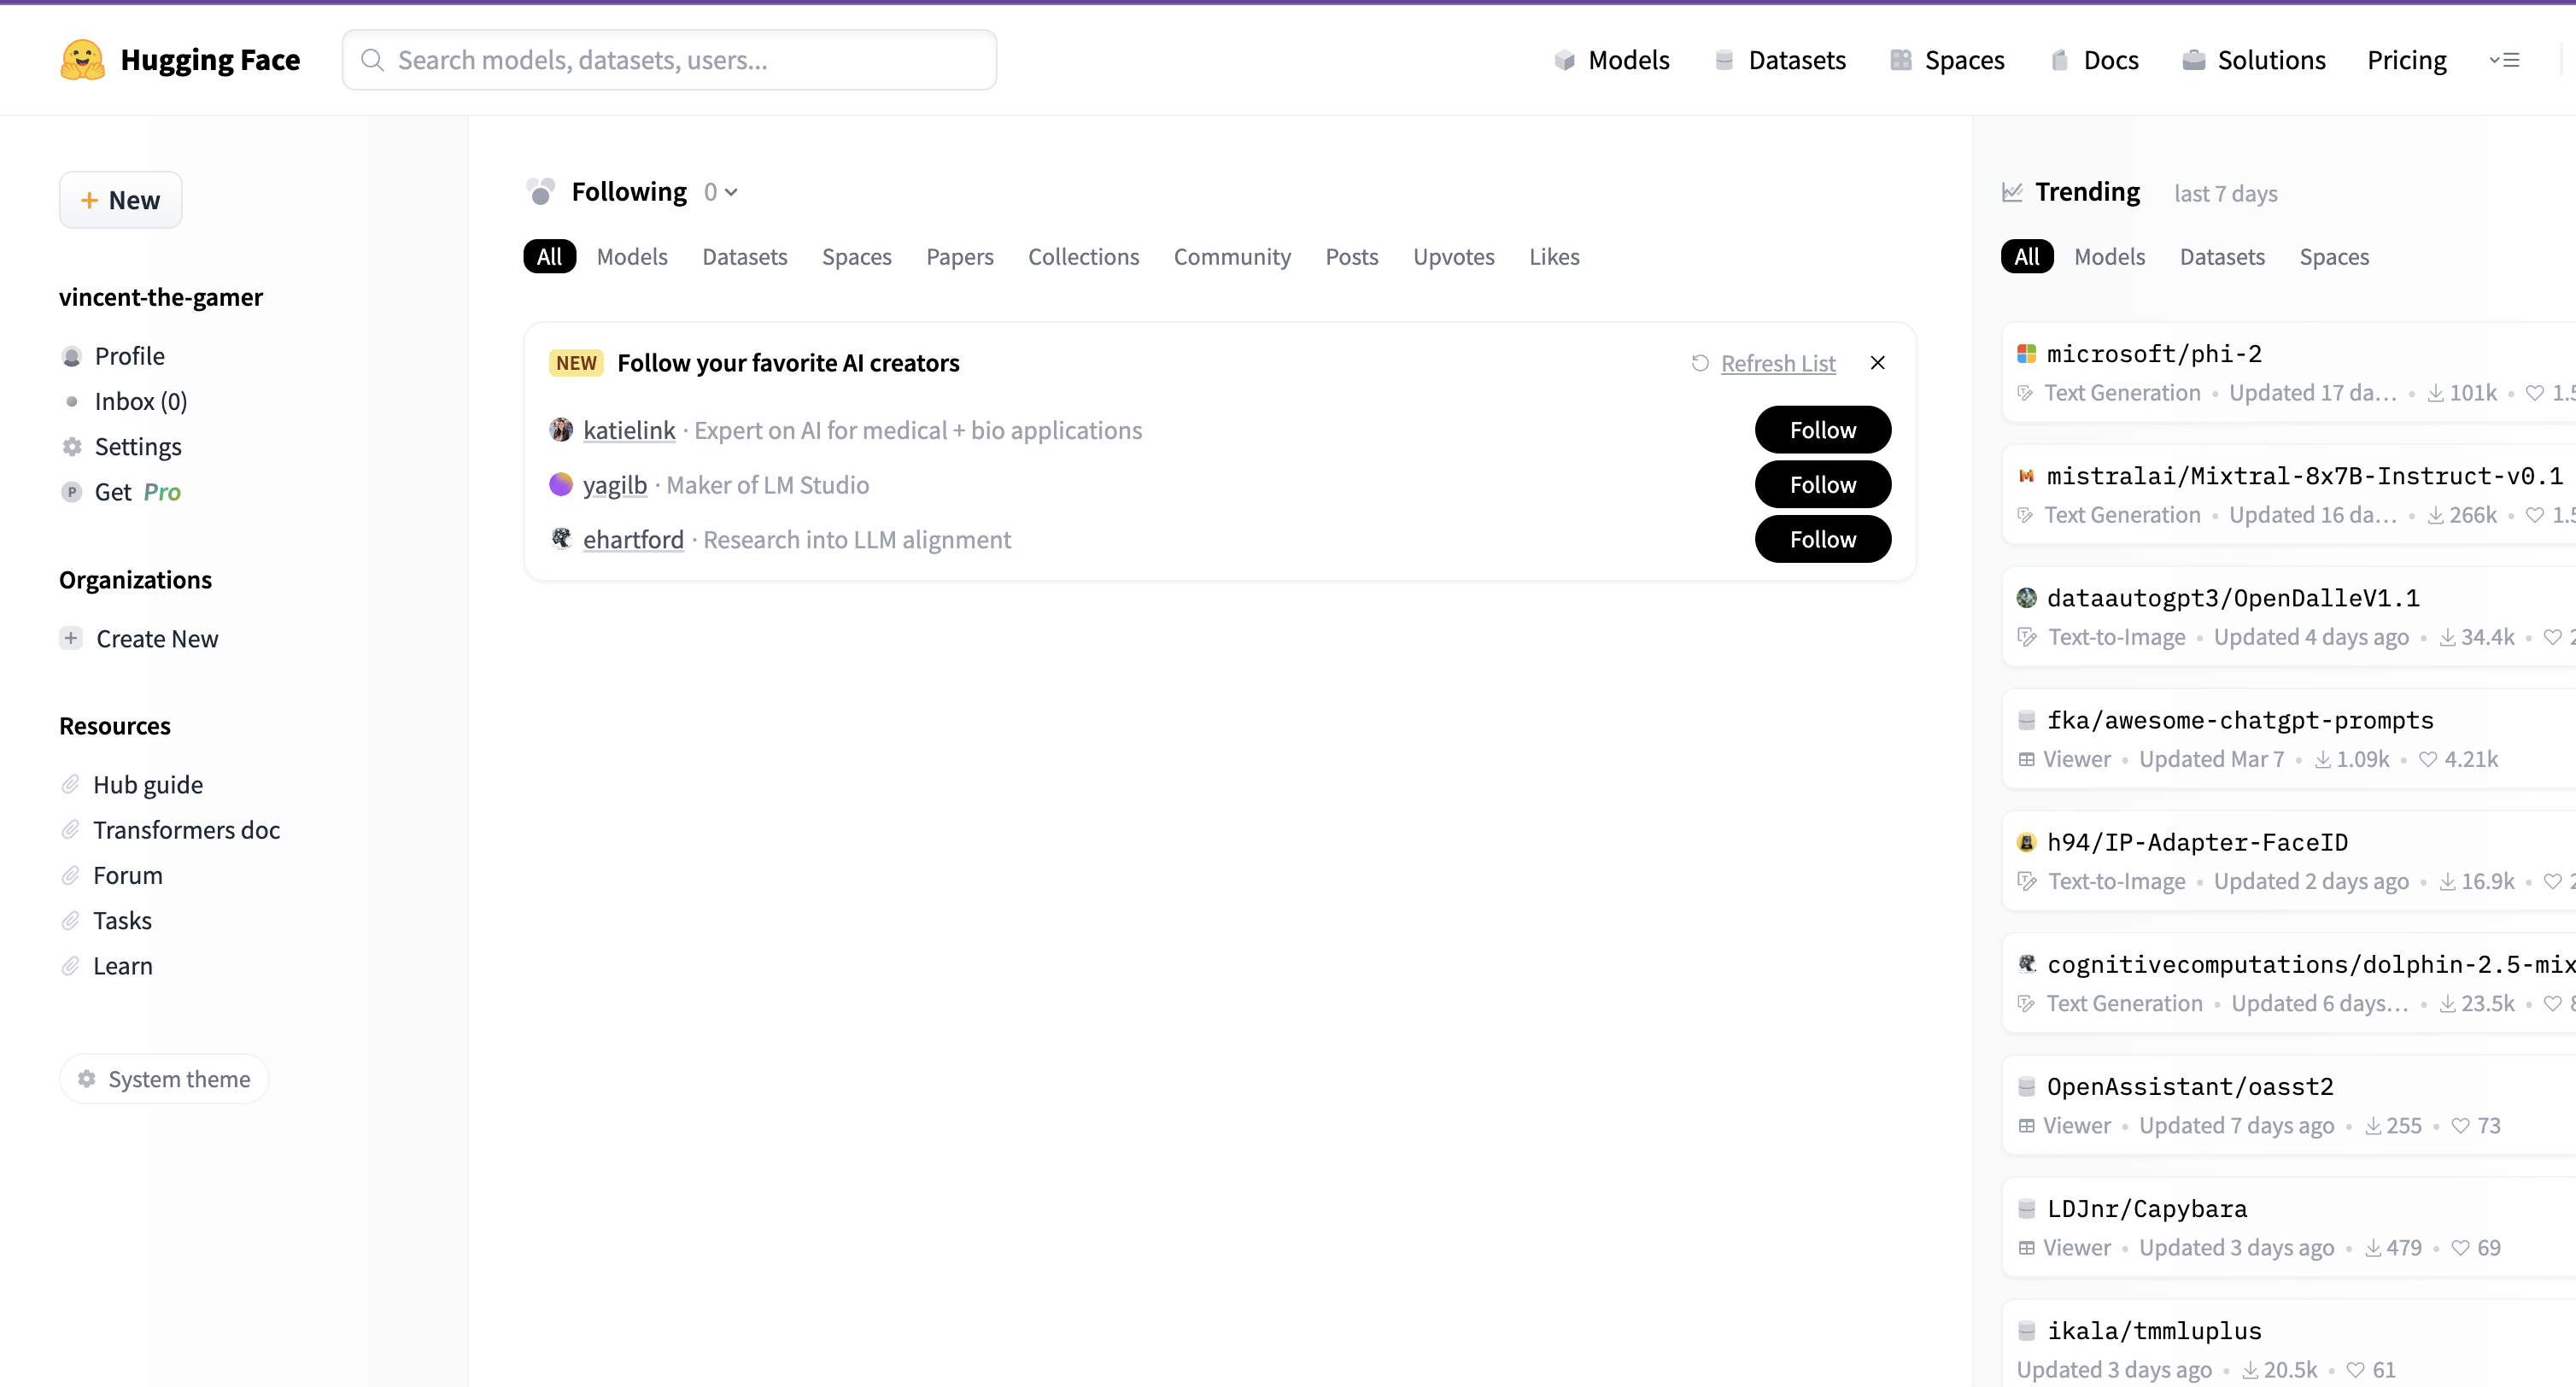 Hugging Face
Search models, datasets, users...
Models
Datasets
Spaces
Docs
Solutions
Pricing
+ New
vincent-the-gamer
Profile
Inbox (0)
Settings
P Get Pro
Organizations
+ Create New
Resources
Hub guide
Transformers doc
Forum
Tasks
Learn
System theme
Following 0
All Models Datasets Spaces Papers Collections Community Posts Upvotes Likes
NEW Follow your favorite AI creators Refresh List
katielink · Expert on AI for medical + bio applications Follow
yagilb · Maker of LM Studio Follow
ehartford · Research into LLM alignment Follow
Trending last 7 days
All Models Datasets Spaces
microsoft/phi-2
Text Generation • Updated 17 da... • 101k • 1.5
mistralai/Mixtral-8x7B-Instruct-v0.1
Text Generation • Updated 16 da... • 266k • 1.5
dataautogpt3/OpenDalleV1.1
Text-to-Image • Updated 4 days ago • 34.4k • 2
fka/awesome-chatgpt-prompts
Viewer • Updated Mar 7 • 1.09k • 4.21k
h94/IP-Adapter-FaceID
Text-to-Image • Updated 2 days ago • 16.9k • 2
cognitivecomputations/dolphin-2.5-mix
Text Generation • Updated 6 days... • 23.5k •
OpenAssistant/oasst2
Viewer • Updated 7 days ago • 255 • 73
LDJnr/Capybara
Viewer • Updated 3 days ago • 479 • 69
ikala/tmmluplus
Updated 3 days ago • 20.5k • 61